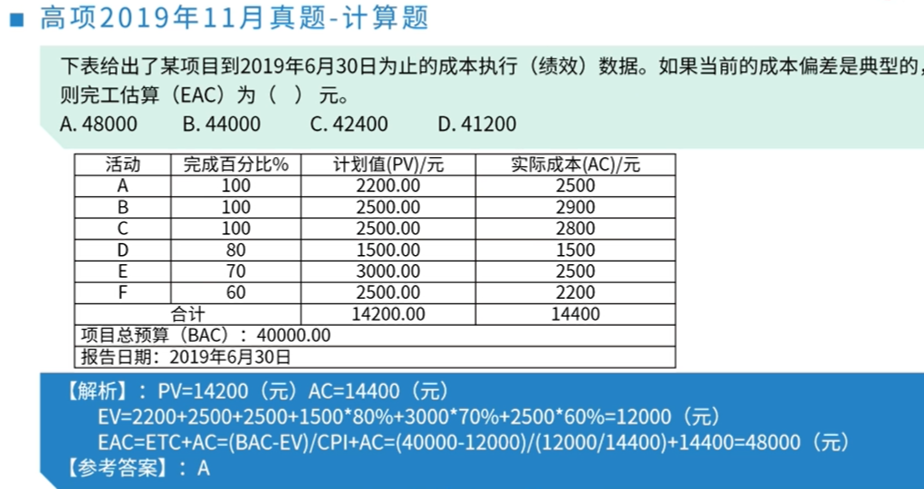 ■ 高项2019年11月真题-计算题
下表给出了某项目到2019年6月30日为止的成本执行（绩效）数据。如果当前的成本偏差是典型的，
则完工估算（EAC）为（ ）元。
A. 48000 B. 44000 C. 42400 D. 41200
活动 完成百分比% 计划值(PV)/元 实际成本(AC)/元
A 100 2200.00 2500
B 100 2500.00 2900
C 100 2500.00 2800
D 80 1500.00 1500
E 70 3000.00 2500
F 60 2500.00 2200
合计 14200.00 14400
项目总预算（BAC）：40000.00
报告日期：2019年6月30日
【解析】：PV=14200（元）AC=14400（元）
EV=2200+2500+2500+1500*80%+3000*70%+2500*60%=12000（元）
EAC=ETC+AC=(BAC-EV)/CPI+AC=(40000-12000)/(12000/14400)+14400=48000（元）
【参考答案】：A